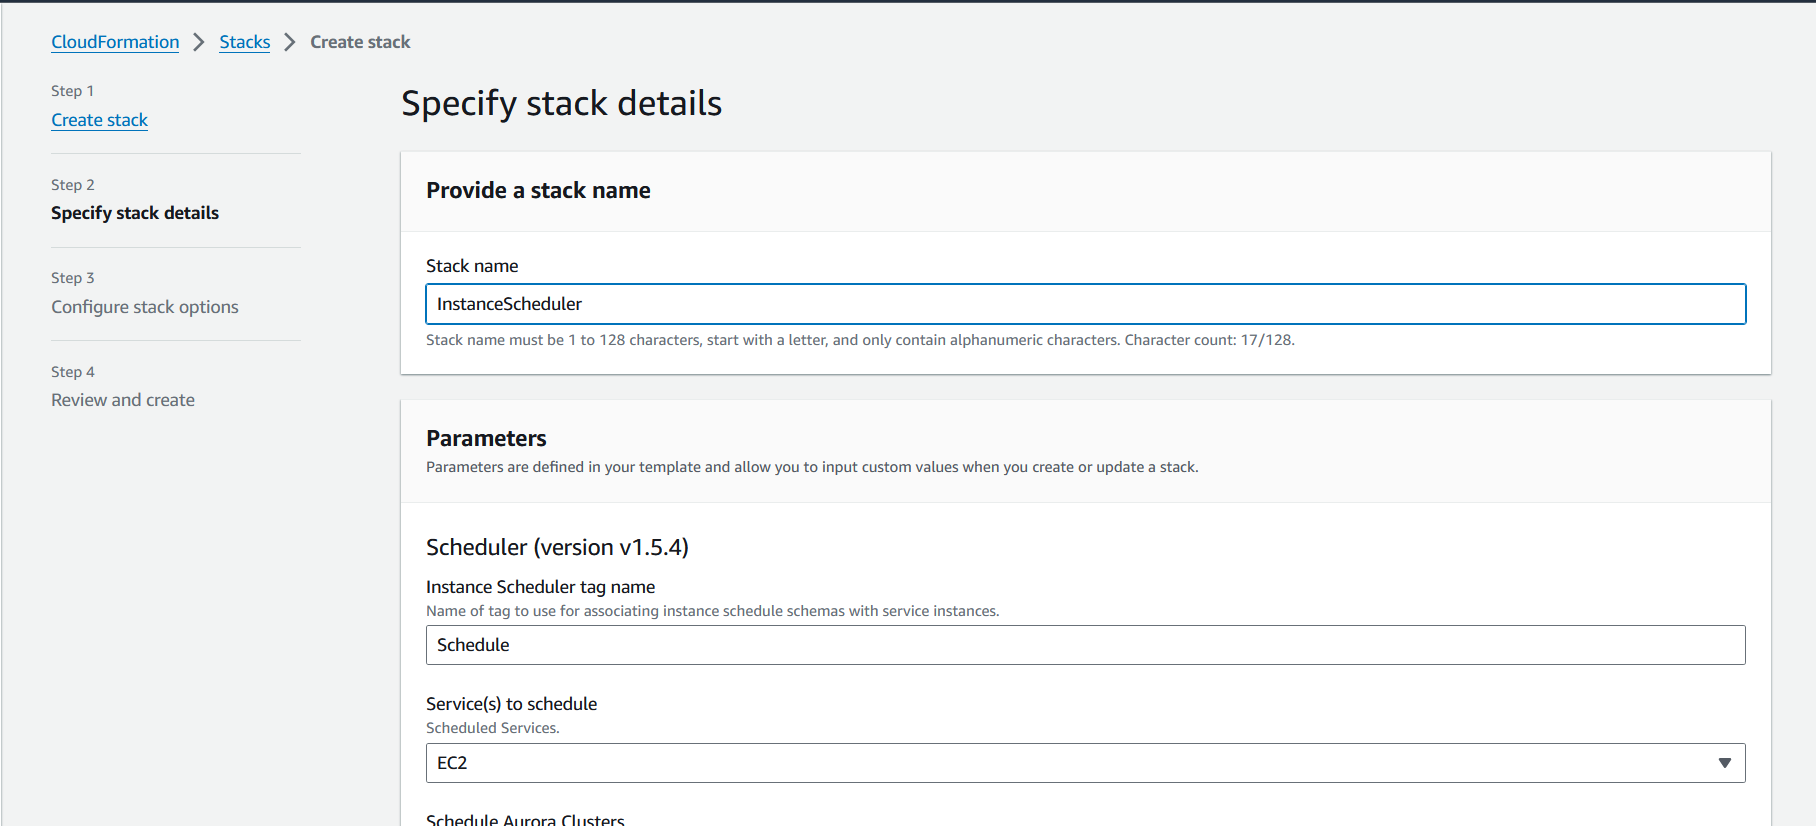 CloudFormation > Stacks > Create stack
Step 1
Create stack
Step 2
Specify stack details
Step 3
Configure stack options
Step 4
Review and create
Specify stack details
Provide a stack name
Stack name
InstanceScheduler
Stack name must be 1 to 128 characters, start with a letter, and only contain alphanumeric characters. Character count: 17/128.
Parameters
Parameters are defined in your template and allow you to input custom values when you create or update a stack.
Scheduler (version v1.5.4)
Instance Scheduler tag name
Name of tag to use for associating instance schedule schemas with service instances.
Schedule
Service(s) to schedule
Scheduled Services.
EC2
Schedule Aurora Clusters